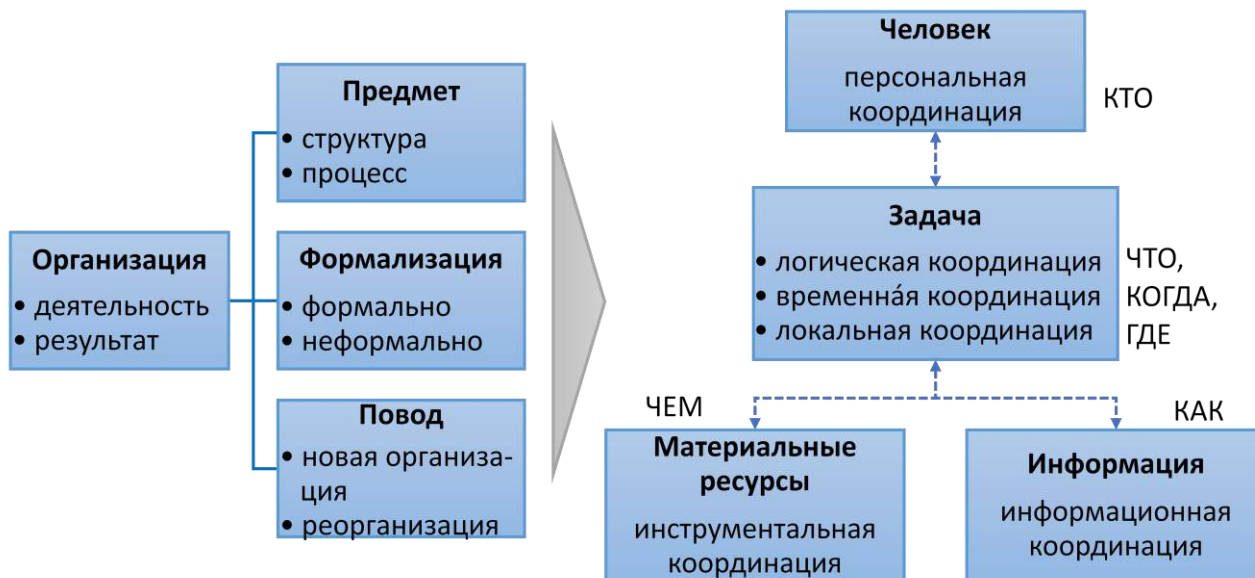 Организация
• деятельность
• результат
Предмет
• структура
• процесс
Формализация
• формально
• неформально
Повод
• новая организа-
ция
• реорганизация
Человек
персональная
координация
КТО
Задача
• логическая координация
• временна́я координация
• локальная координация
ЧТО,
КОГДА,
ГДЕ
ЧЕМ
Материальные
ресурсы
инструментальная
координация
КАК
Информация
информационная
координация